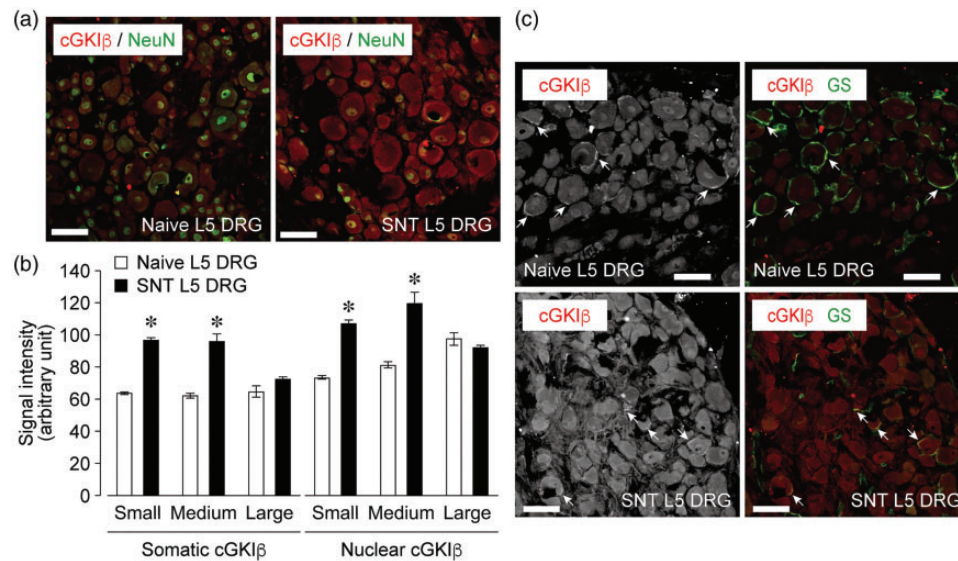 (a)
cGKIβ / NeuN
cGKIβ / NeuN
Naive L5 DRG
SNT L5 DRG
(b)
Signal intensity
(arbitrary unit)
140
120
100
80
60
40
20
0
Naive L5 DRG
SNT L5 DRG
*
*
*
*
Small Medium Large Small Medium Large
Somatic cGKIβ Nuclear cGKIβ
(c)
cGKIβ
cGKIβ GS
Naive L5 DRG
Naive L5 DRG
cGKIβ
cGKIβ GS
SNT L5 DRG
SNT L5 DRG